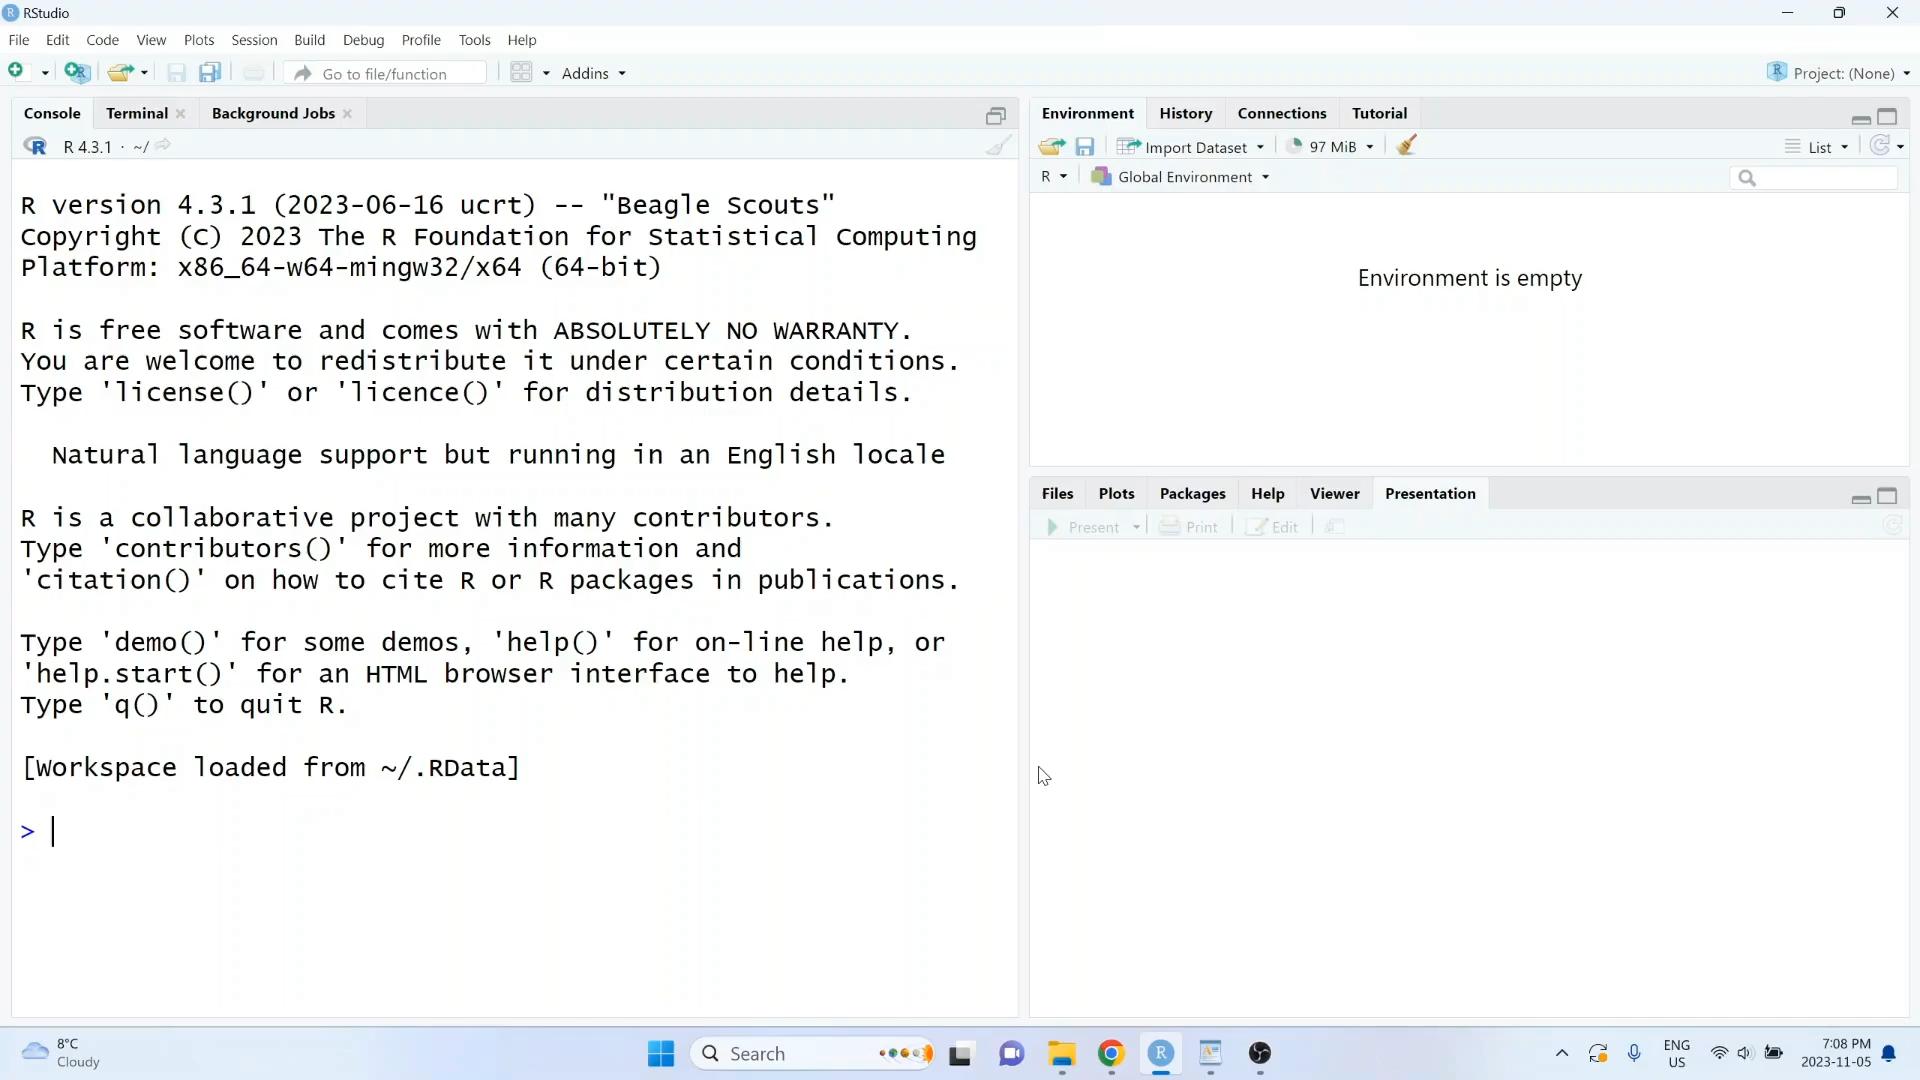 RStudio
File Edit Code View Plots Session Build Debug Profile Tools Help
Go to file/function Addins Project: (None)
Console Terminal Background Jobs
R 4.3.1 · ~/
R version 4.3.1 (2023-06-16 ucrt) -- "Beagle Scouts"
Copyright (C) 2023 The R Foundation for Statistical Computing
Platform: x86_64-w64-mingw32/x64 (64-bit)
R is free software and comes with ABSOLUTELY NO WARRANTY.
You are welcome to redistribute it under certain conditions.
Type 'license()' or 'licence()' for distribution details.
Natural language support but running in an English locale
R is a collaborative project with many contributors.
Type 'contributors()' for more information and
'citation()' on how to cite R or R packages in publications.
Type 'demo()' for some demos, 'help()' for on-line help, or
'help.start()' for an HTML browser interface to help.
Type 'q()' to quit R.
[Workspace loaded from ~/.RData]
>
Environment History Connections Tutorial
Import Dataset 97 MiB List
R Global Environment
Environment is empty
Files Plots Packages Help Viewer Presentation
Present Print Edit
8°C
Cloudy
Search
ENG
US
7:08 PM
2023-11-05